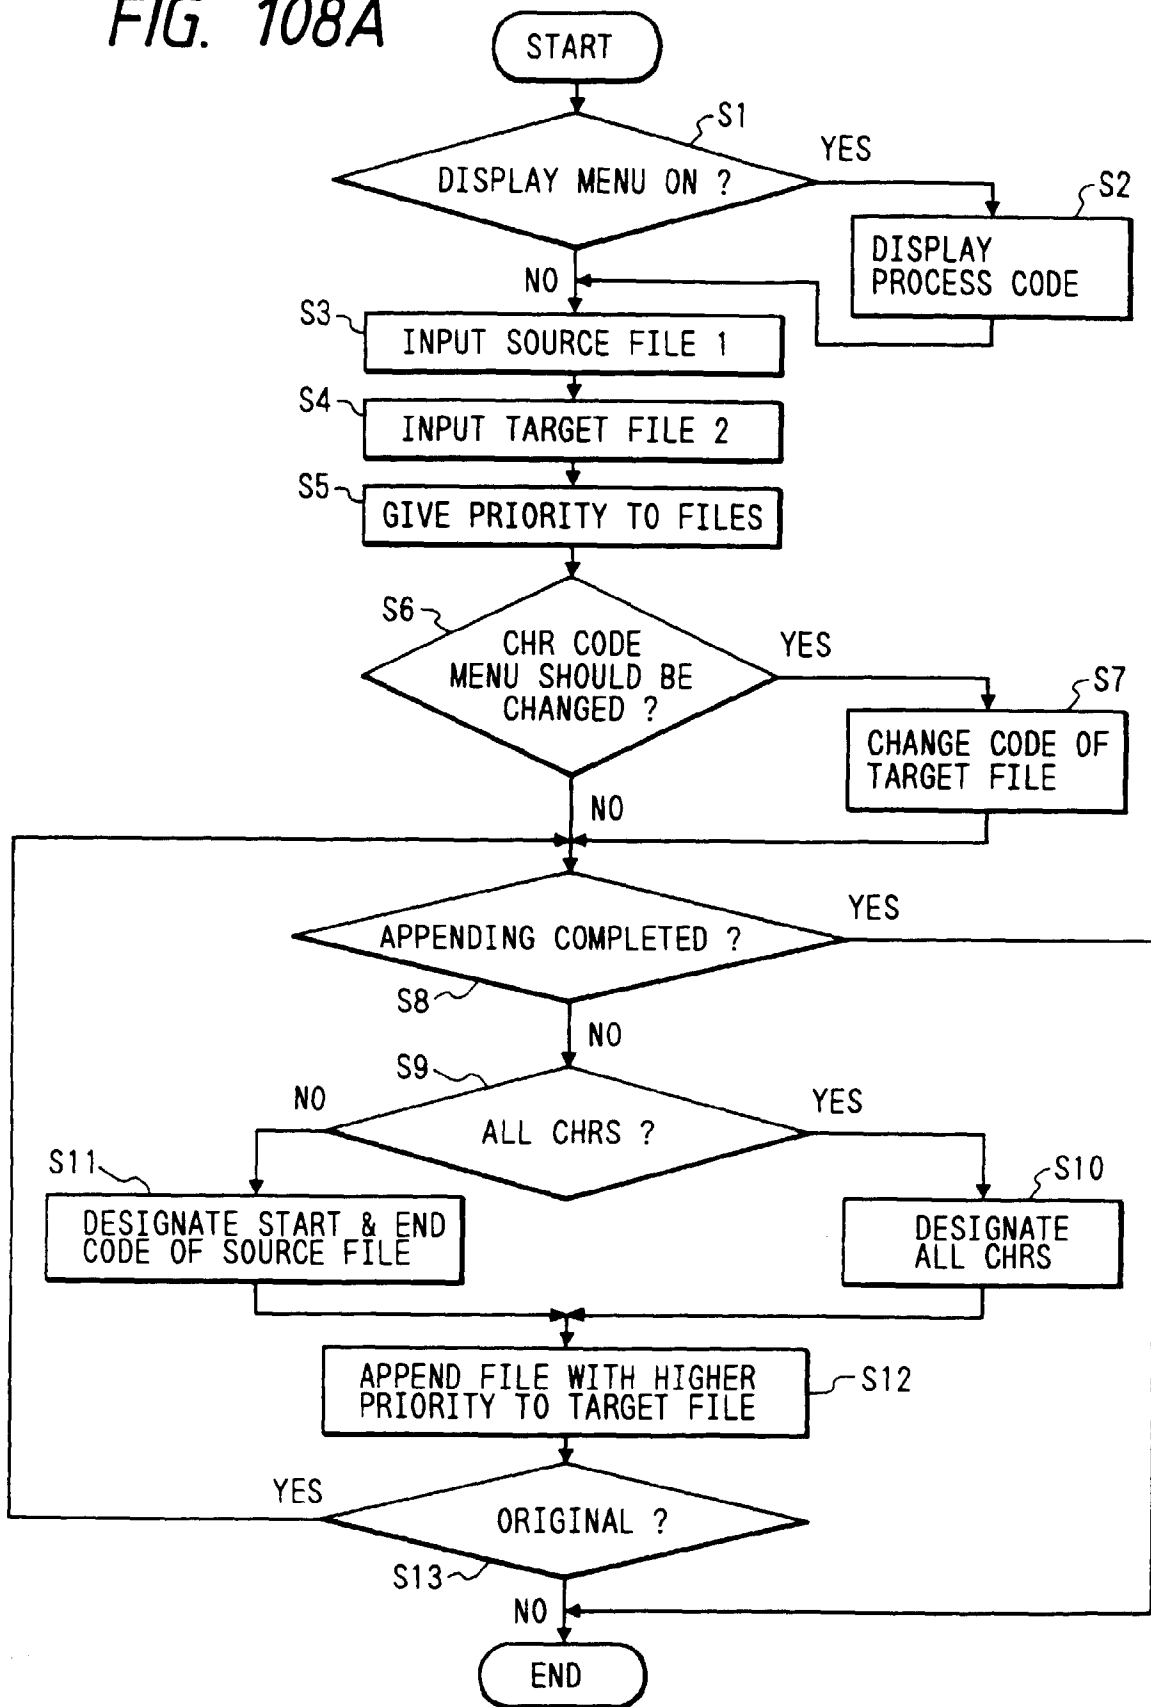 FIG. 108A
START
S1
DISPLAY MENU ON ?
YES
S2
DISPLAY
PROCESS CODE
NO
S3
INPUT SOURCE FILE 1
S4
INPUT TARGET FILE 2
S5
GIVE PRIORITY TO FILES
S6
CHR CODE
MENU SHOULD BE
CHANGED ?
YES
S7
CHANGE CODE OF
TARGET FILE
NO
APPENDING COMPLETED ?
YES
S8
NO
S9
ALL CHRS ?
NO
YES
S11
DESIGNATE START & END
CODE OF SOURCE FILE
S10
DESIGNATE
ALL CHRS
APPEND FILE WITH HIGHER
PRIORITY TO TARGET FILE
S12
YES
ORIGINAL ?
S13
NO
END